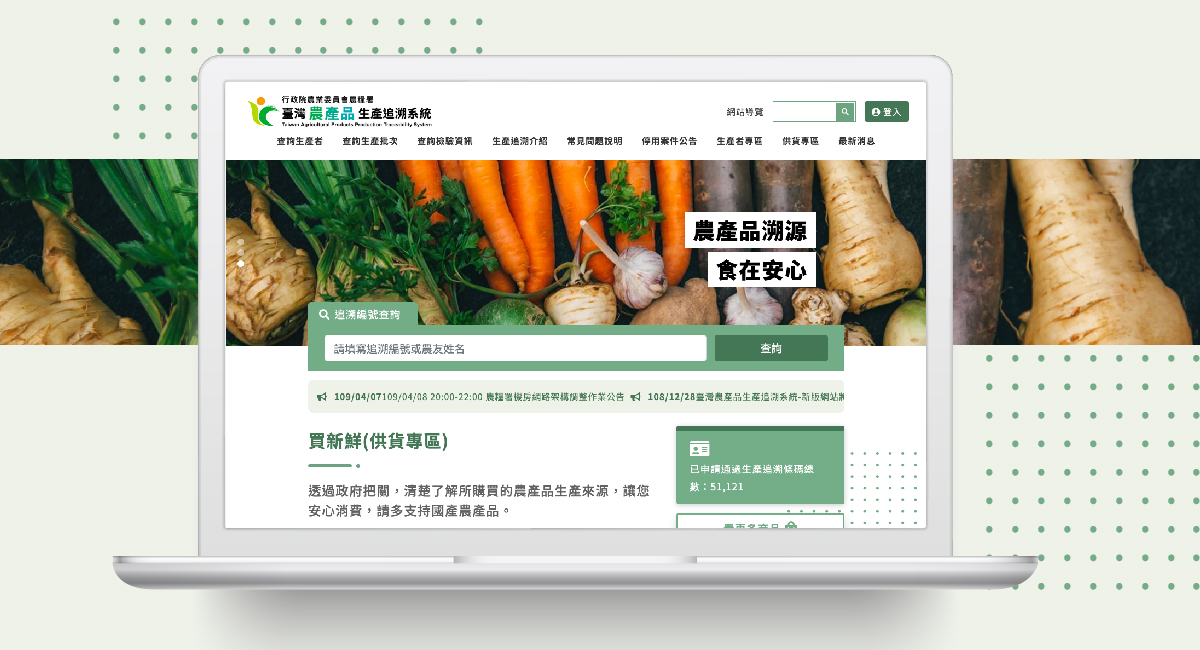 行政院農業委員會農糧署
臺灣 農產品 生產追溯系統
Taiwan Agricultural Products Production Traceability System
網站導覽
登入
查詢生產者 查詢生產批次 查詢檢驗資訊 生產追溯介紹 常見問題說明 停用案件公告 生產者專區 供貨專區 最新消息
農產品溯源
食在安心
追溯編號查詢
請填寫追溯編號或農友姓名
查詢
109/04/07109/04/08 20:00-22:00 農糧署機房網路架構調整作業公告 108/12/28臺灣農產品生產追溯系統-新版網站將
買新鮮(供貨專區)
透過政府把關，清楚了解所購買的農產品生產來源，讓您
安心消費，請多支持國產農產品。
已申請通過生產追溯條碼總
數：51,121